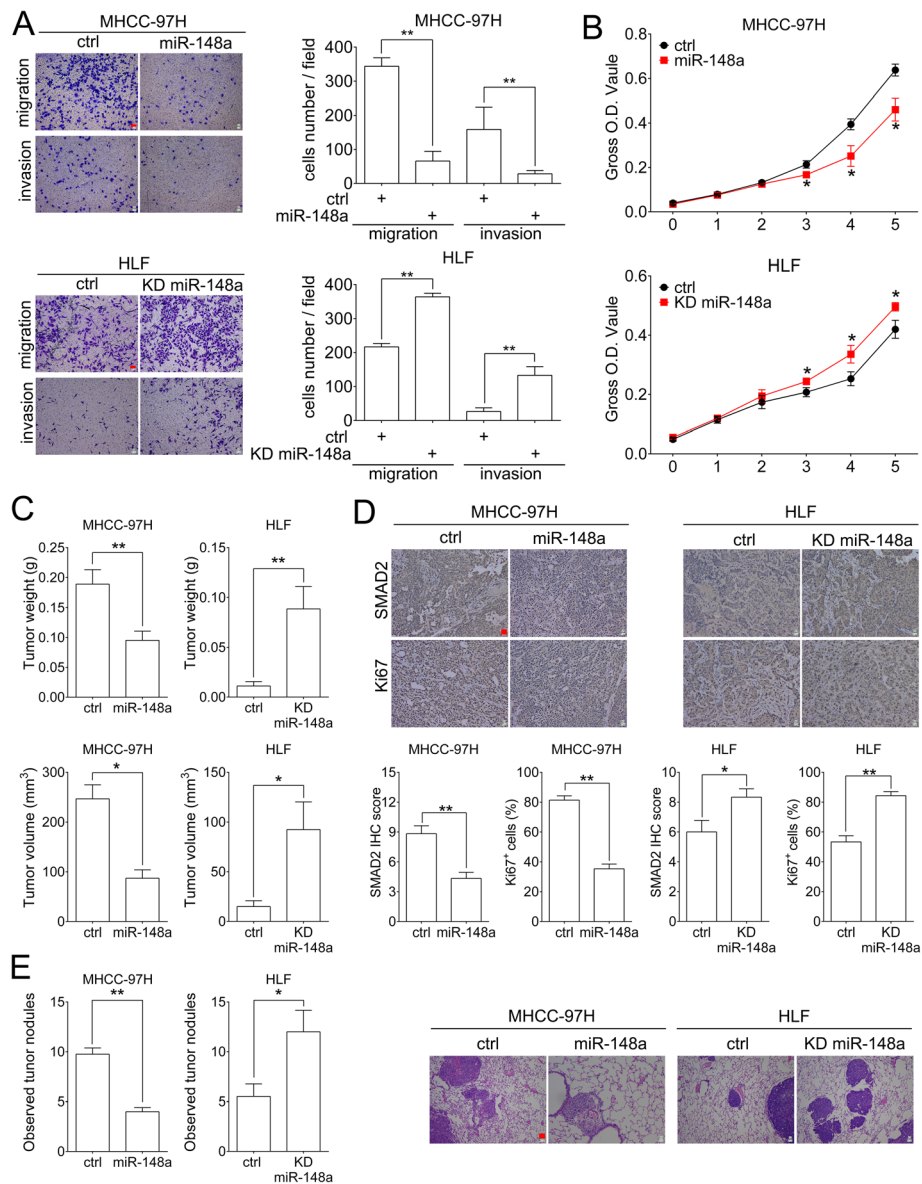 A
MHCC-97H
ctrl miR-148a
migration
invasion
cells number / field
400
300
200
100
0
**
**
ctrl + +
miR-148a + +
migration invasion
B
MHCC-97H
ctrl
miR-148a
Gross O.D. Vaule
0.8
0.6
0.4
0.2
0.0
* * *
0 1 2 3 4 5
HLF
ctrl KD miR-148a
migration
invasion
HLF
cells number / field
400
300
200
100
0
**
**
ctrl + +
KD miR-148a + +
migration invasion
HLF
ctrl
KD miR-148a
Gross O.D. Vaule
0.6
0.4
0.2
0.0
* * *
0 1 2 3 4 5
C
MHCC-97H
Tumor weight (g)
0.20
0.15
0.10
0.05
0.00
**
ctrl miR-148a
HLF
Tumor weight (g)
0.15
0.10
0.05
0.00
**
ctrl KD
miR-148a
MHCC-97H
Tumor volume (mm³)
300
200
100
0
*
ctrl miR-148a
HLF
Tumor volume (mm³)
150
100
50
0
*
ctrl KD
miR-148a
D
MHCC-97H
ctrl miR-148a
SMAD2
Ki67
HLF
ctrl KD miR-148a
MHCC-97H
SMAD2 IHC score
12
9
6
3
0
**
ctrl miR-148a
MHCC-97H
Ki67⁺ cells (%)
100
80
60
40
20
0
**
ctrl miR-148a
HLF
SMAD2 IHC score
10
8
6
4
2
0
*
ctrl KD
miR-148a
HLF
Ki67⁺ cells (%)
100
80
60
40
20
0
**
ctrl KD
miR-148a
E
MHCC-97H
Observed tumor nodules
15
10
5
0
**
ctrl miR-148a
HLF
Observed tumor nodules
15
10
5
0
*
ctrl KD
miR-148a
MHCC-97H
ctrl miR-148a
HLF
ctrl KD miR-148a